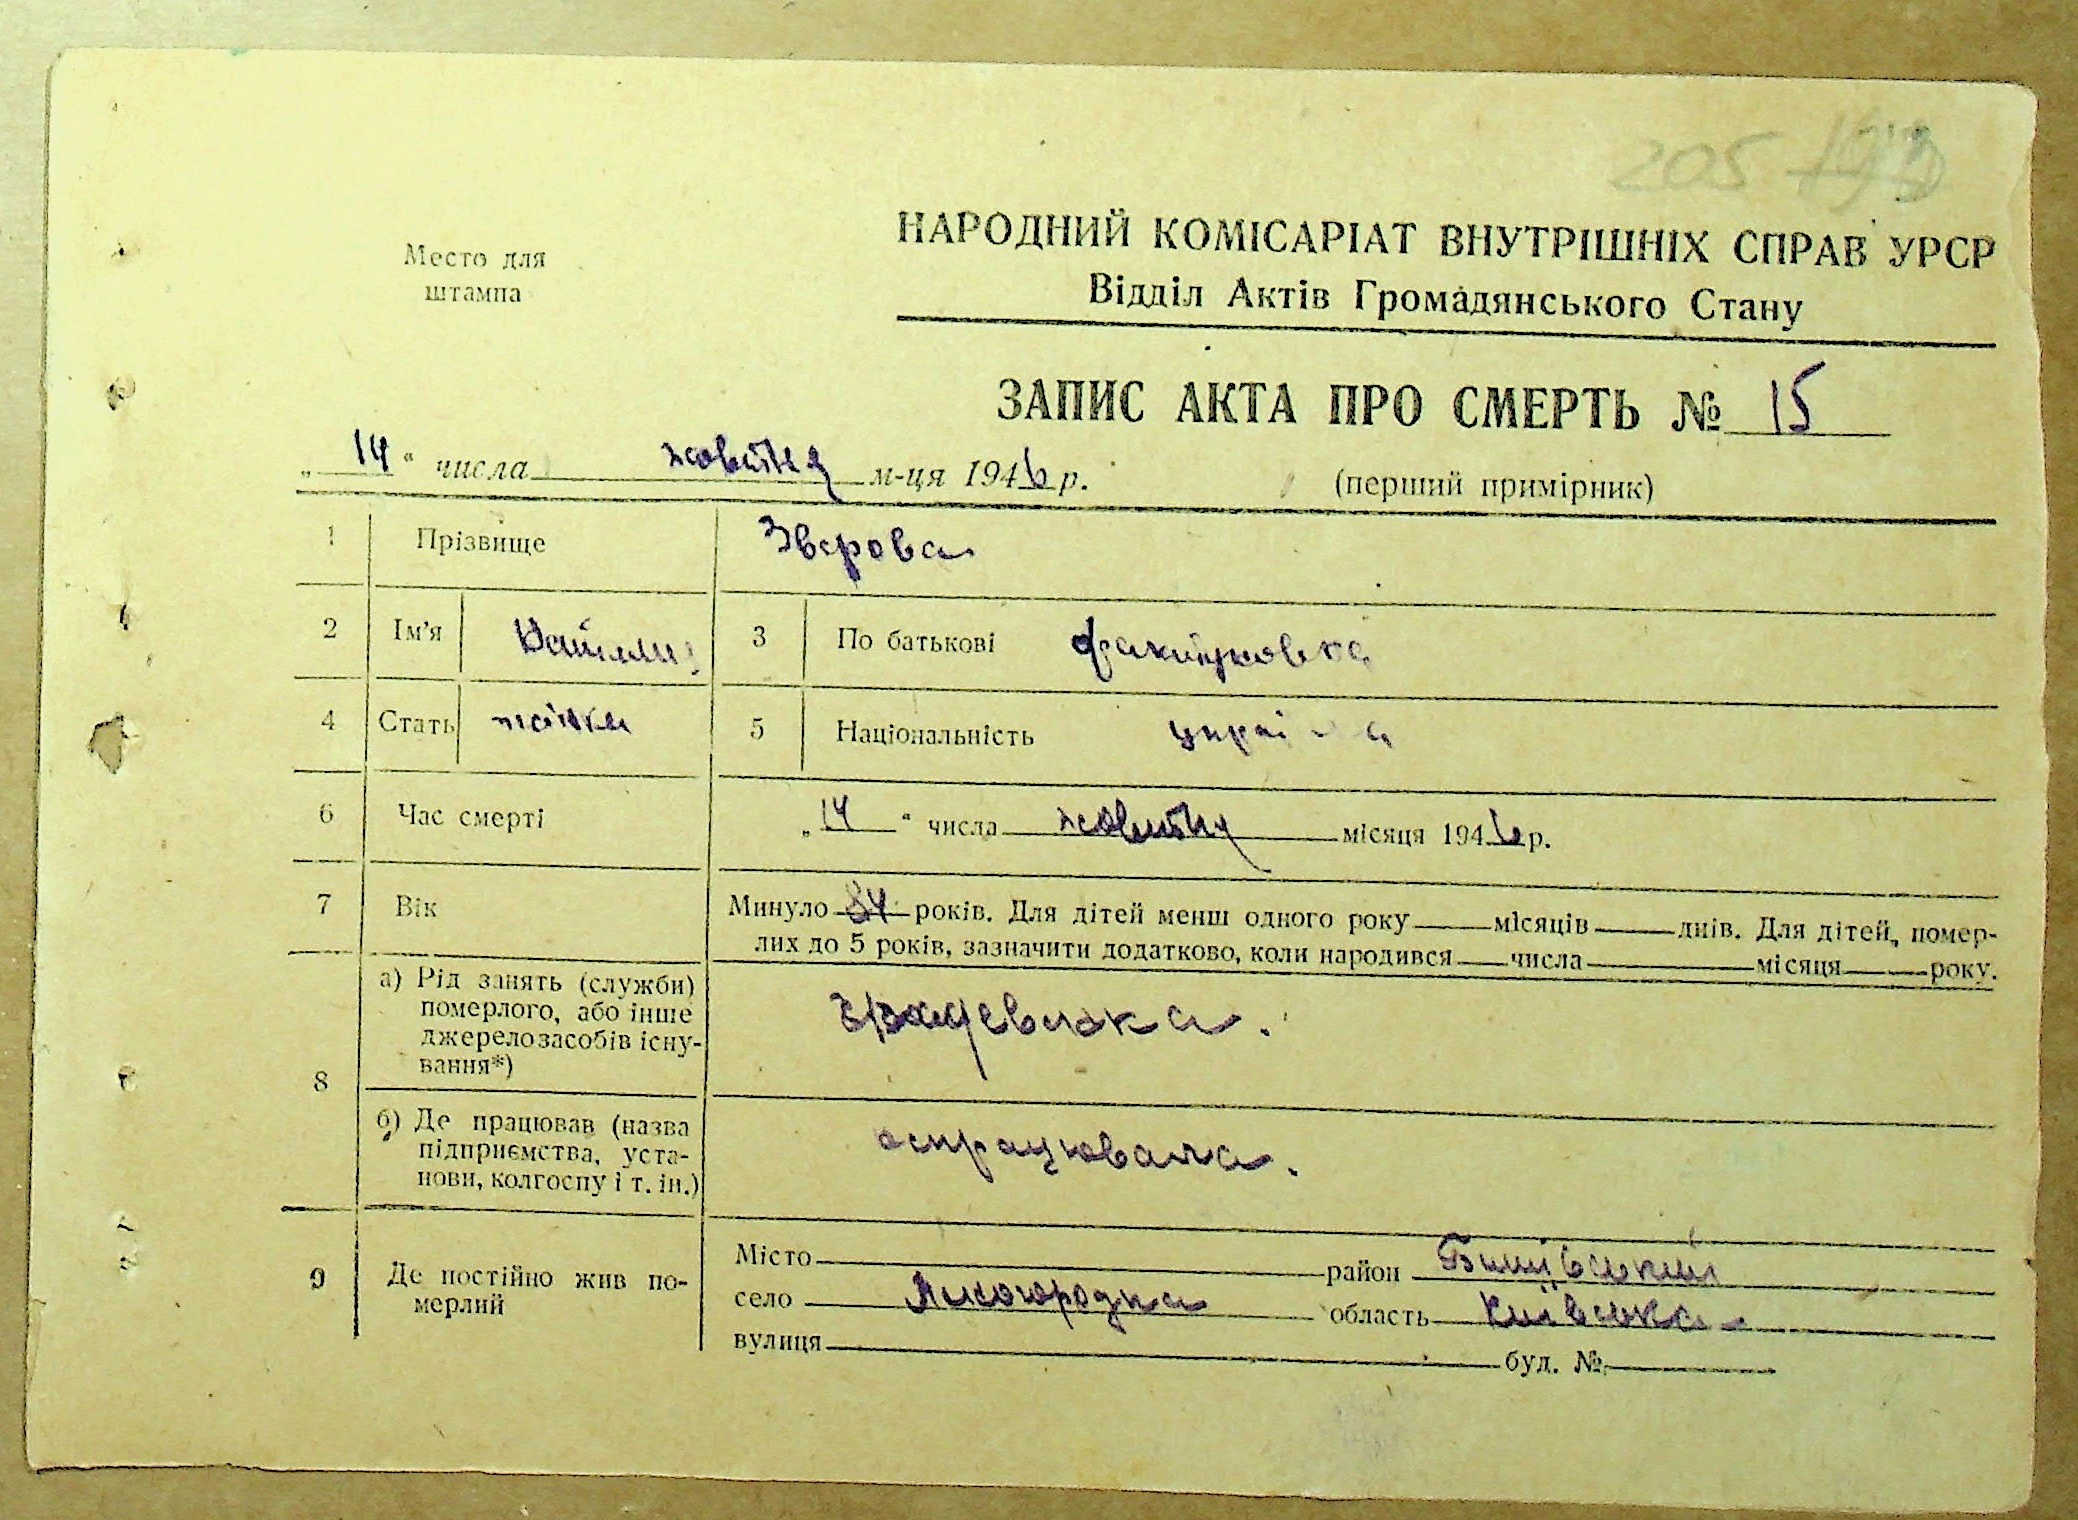 205
Место для
штампа
НАРОДНИЙ КОМІСАРІАТ ВНУТРІШНІХ СПРАВ УРСР
Відділ Актів Громадянського Стану
ЗАПИС АКТА ПРО СМЕРТЬ № 15
„14“ числа жовтня м-ця 1946 р. (перший примірник)
1 Прізвище Зверова
2 Ім'я 3 По батькові
4 Стать жінка 5 Національність
6 Час смерті „14“ числа жовтня місяця 1946 р.
7 Вік Минуло 84 років. Для дітей менш одного року місяців днів. Для дітей, помер-
лих до 5 років, зазначити додатково, коли народився числа місяця року.
8 а) Рід занять (служби)
померлого, або інше
джерело засобів існу-
вання*)
б) Де працював (назва
підприємства, уста-
нови, колгоспу і т. ін.)
9 Де постійно жив по-
мерлий
Місто район Бишівський
село Лисогородка область Київська
вулиця буд. №